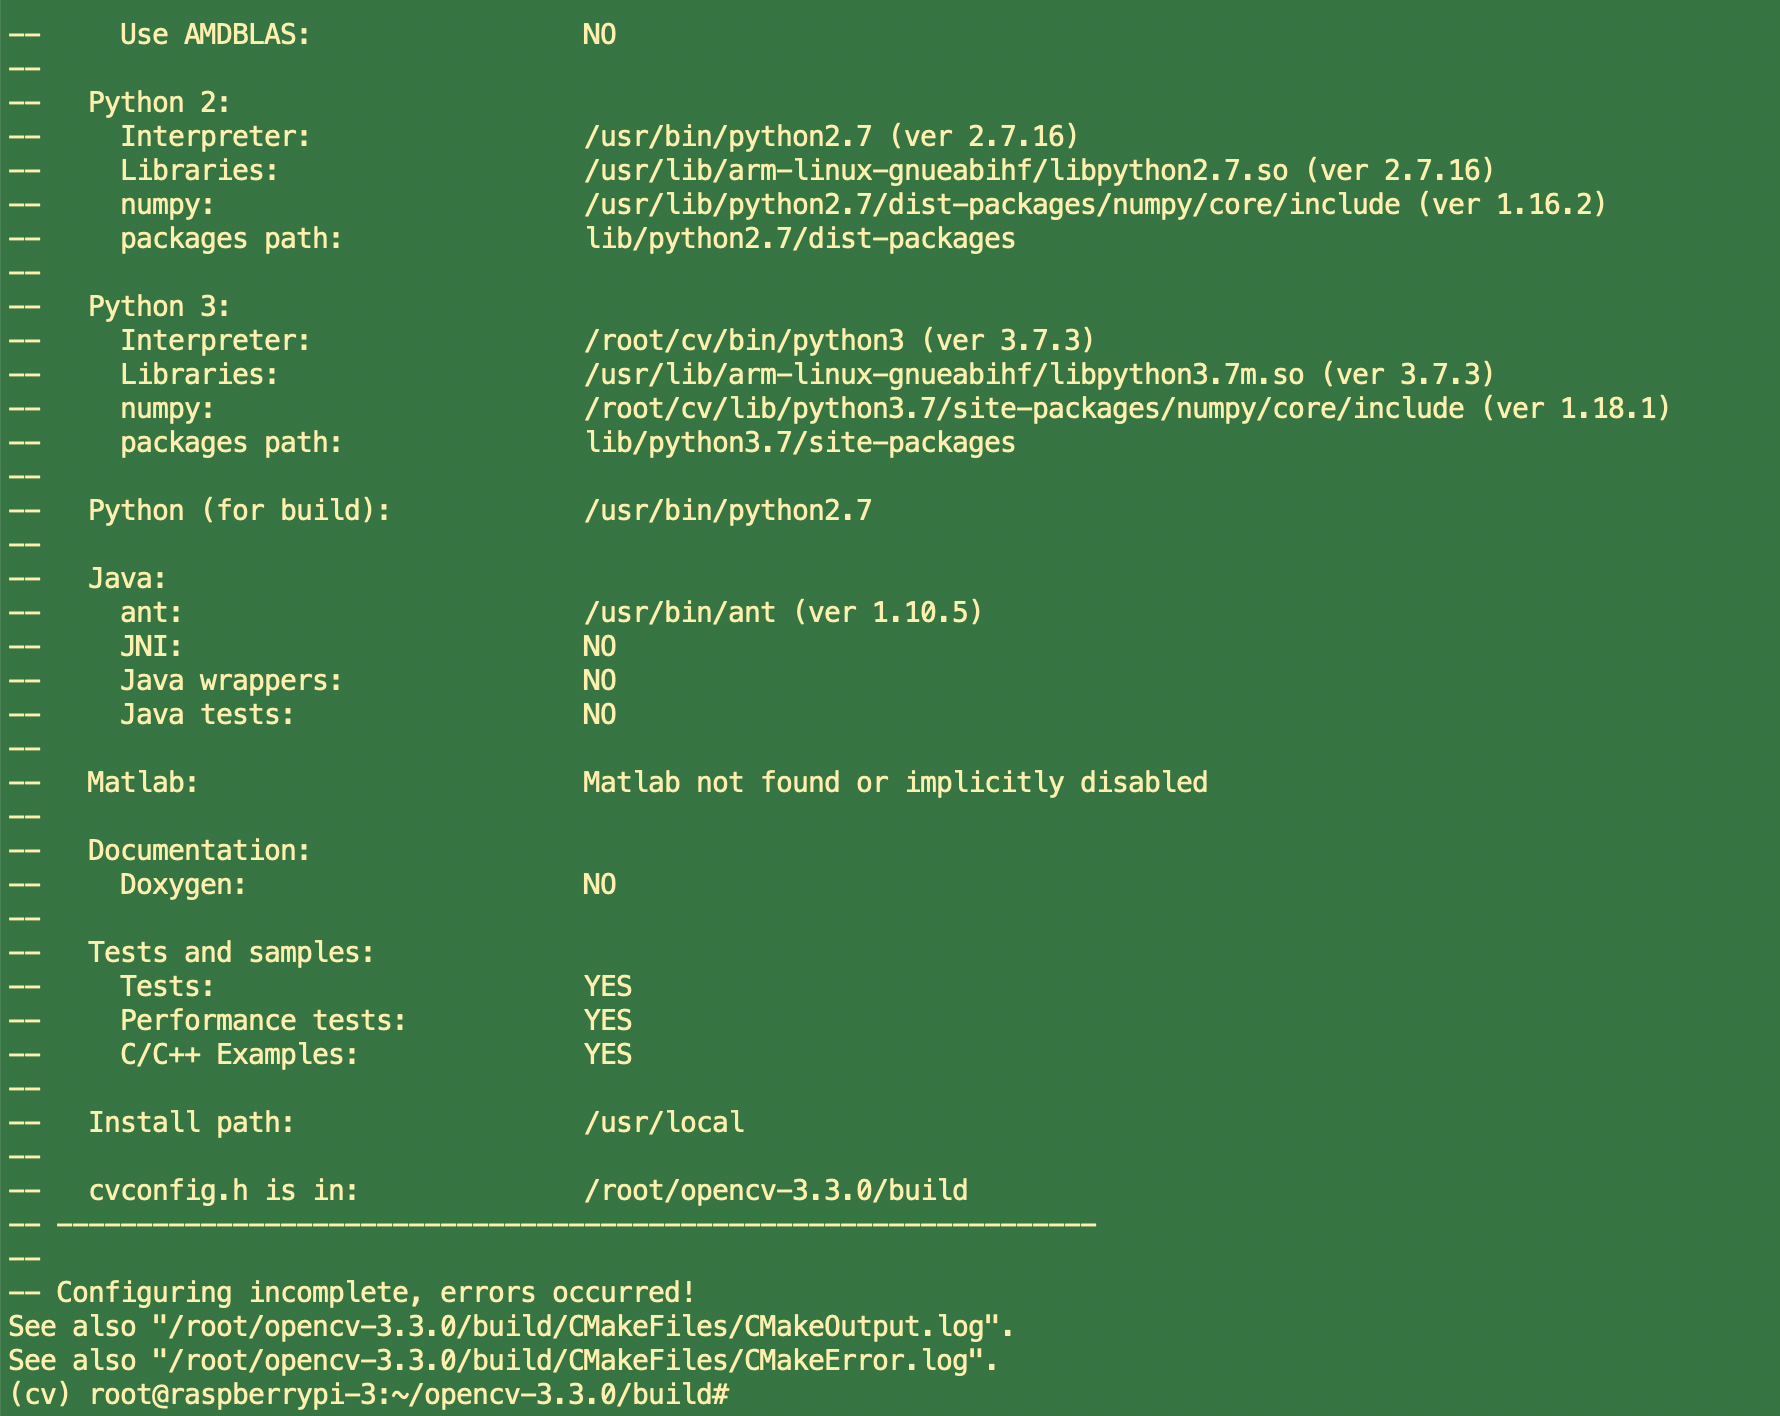 --     Use AMDBLAS:                 NO
--
--   Python 2:
--     Interpreter:                 /usr/bin/python2.7 (ver 2.7.16)
--     Libraries:                   /usr/lib/arm-linux-gnueabihf/libpython2.7.so (ver 2.7.16)
--     numpy:                       /usr/lib/python2.7/dist-packages/numpy/core/include (ver 1.16.2)
--     packages path:               lib/python2.7/dist-packages
--
--   Python 3:
--     Interpreter:                 /root/cv/bin/python3 (ver 3.7.3)
--     Libraries:                   /usr/lib/arm-linux-gnueabihf/libpython3.7m.so (ver 3.7.3)
--     numpy:                       /root/cv/lib/python3.7/site-packages/numpy/core/include (ver 1.18.1)
--     packages path:               lib/python3.7/site-packages
--
--   Python (for build):            /usr/bin/python2.7
--
--   Java:
--     ant:                         /usr/bin/ant (ver 1.10.5)
--     JNI:                         NO
--     Java wrappers:               NO
--     Java tests:                  NO
--
--   Matlab:                        Matlab not found or implicitly disabled
--
--   Documentation:
--     Doxygen:                     NO
--
--   Tests and samples:
--     Tests:                       YES
--     Performance tests:           YES
--     C/C++ Examples:              YES
--
--   Install path:                  /usr/local
--
--   cvconfig.h is in:              /root/opencv-3.3.0/build
-- -----------------------------------------------------------------
--
-- Configuring incomplete, errors occurred!
See also "/root/opencv-3.3.0/build/CMakeFiles/CMakeOutput.log".
See also "/root/opencv-3.3.0/build/CMakeFiles/CMakeError.log".
(cv) root@raspberrypi-3:~/opencv-3.3.0/build#